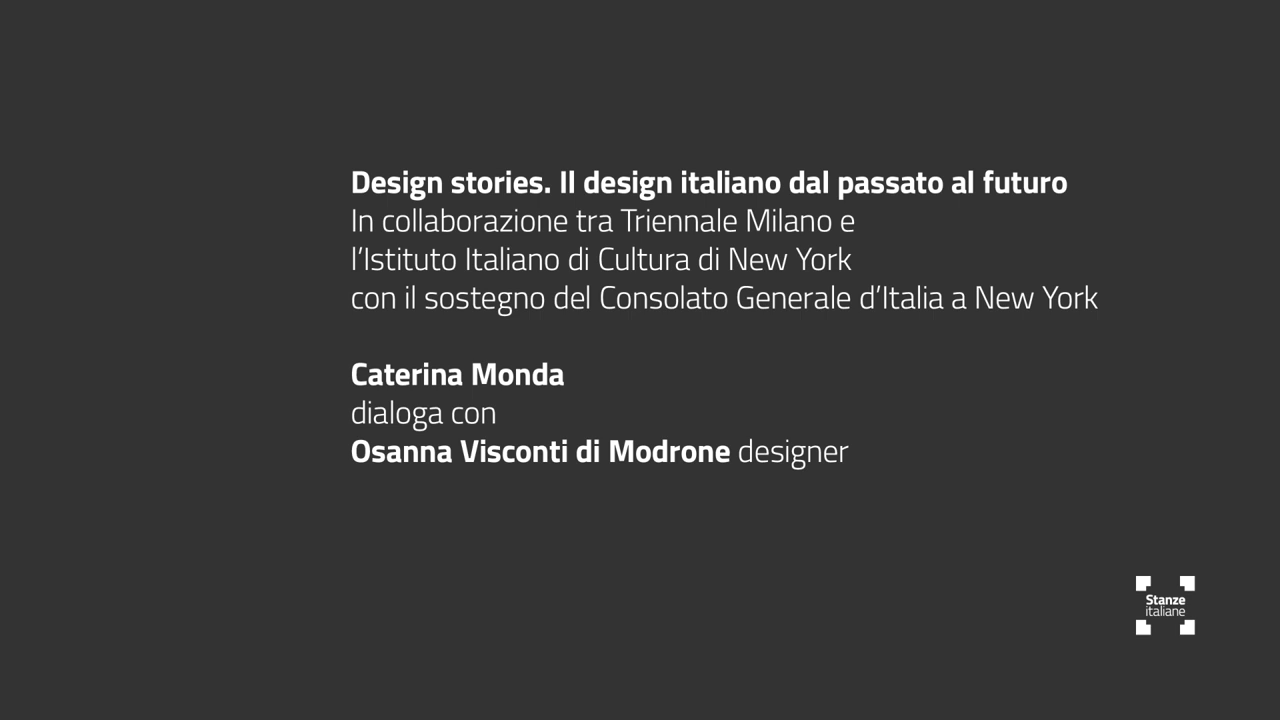 Design stories. Il design italiano dal passato al futuro
In collaborazione tra Triennale Milano e
l’Istituto Italiano di Cultura di New York
con il sostegno del Consolato Generale d’Italia a New York
Caterina Monda
dialoga con
Osanna Visconti di Modrone designer
Stanze
italiane